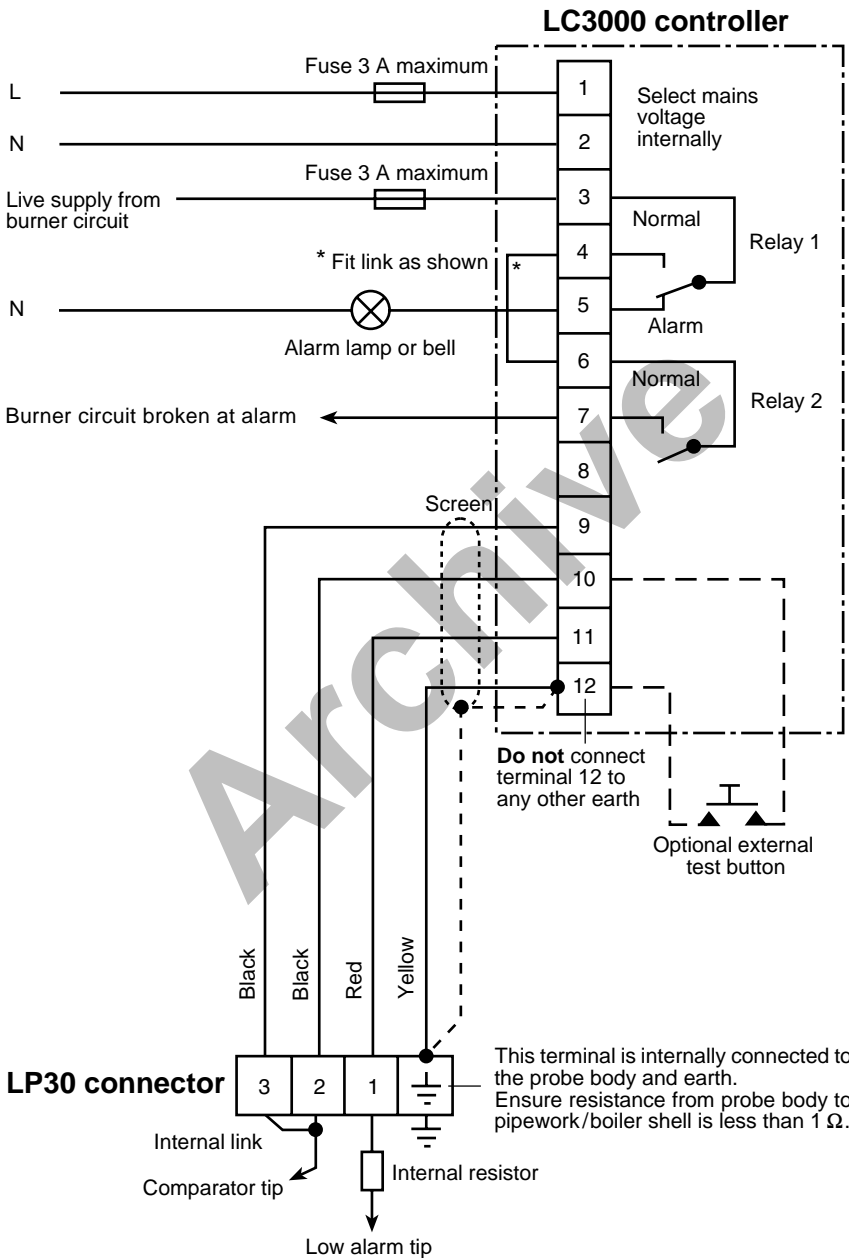 LC3000 controller
Fuse 3 A maximum
L
1
Select mains
voltage
internally
N
2
Fuse 3 A maximum
Live supply from
burner circuit
3
Normal
Relay 1
* Fit link as shown
*
4
N
5
Alarm lamp or bell
Alarm
6
Normal
Relay 2
Burner circuit broken at alarm
7
8
Screen
9
10
11
12
Do not connect
terminal 12 to
any other earth
Optional external
test button
Archive
Black
Black
Red
Yellow
LP30 connector
3
2
1
This terminal is internally connected to
the probe body and earth.
Ensure resistance from probe body to
pipework/boiler shell is less than 1 Ω.
Internal link
Comparator tip
Internal resistor
Low alarm tip